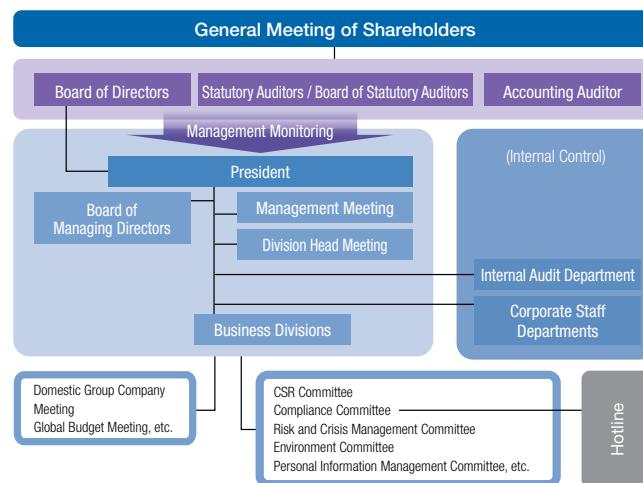 General Meeting of Shareholders
Board of Directors
Statutory Auditors / Board of Statutory Auditors
Accounting Auditor
Management Monitoring
(Internal Control)
President
Board of
Managing Directors
Management Meeting
Division Head Meeting
Internal Audit Department
Corporate Staff
Departments
Business Divisions
Domestic Group Company
Meeting
Global Budget Meeting, etc.
CSR Committee
Compliance Committee
Risk and Crisis Management Committee
Environment Committee
Personal Information Management Committee, etc.
Hotline